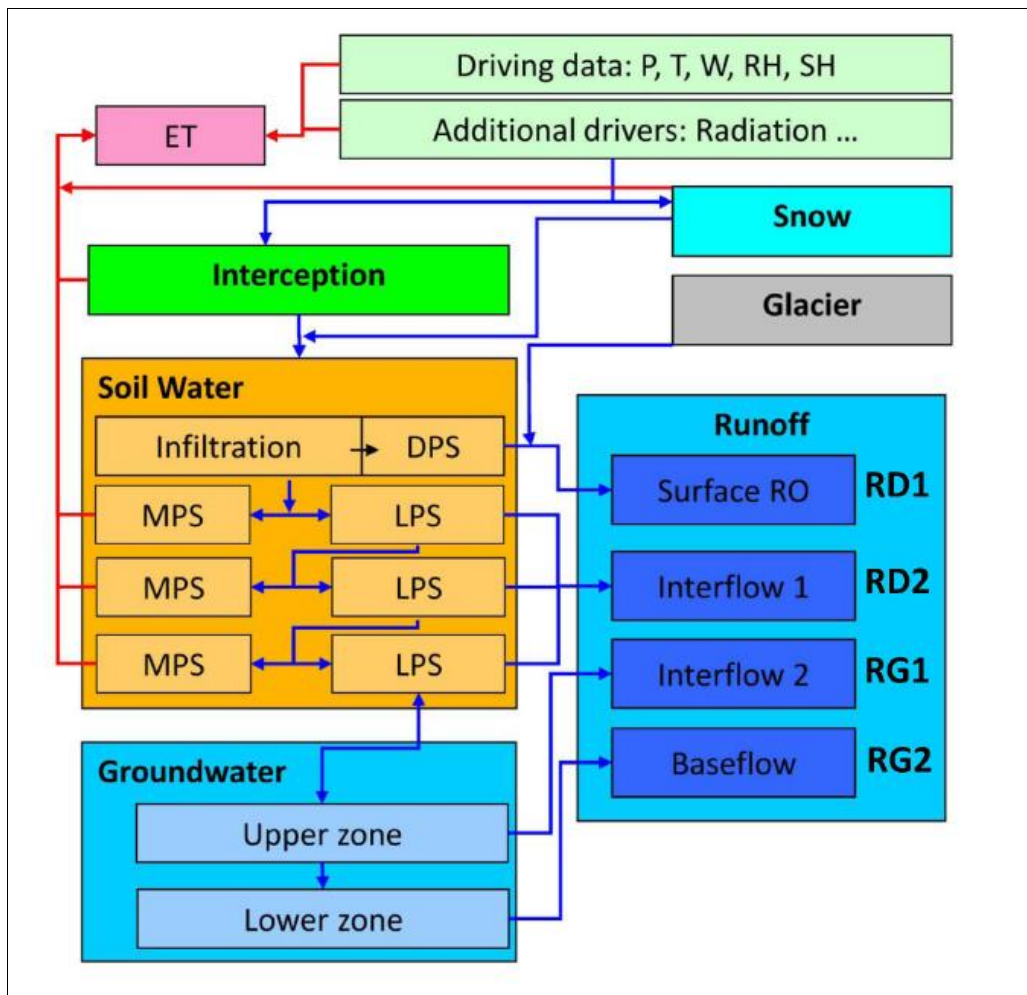 Driving data: P, T, W, RH, SH
ET
Additional drivers: Radiation ...
Snow
Interception
Glacier
Soil Water
Infiltration
DPS
MPS
LPS
MPS
LPS
MPS
LPS
Runoff
Surface RO
RD1
Interflow 1
RD2
Interflow 2
RG1
Baseflow
RG2
Groundwater
Upper zone
Lower zone